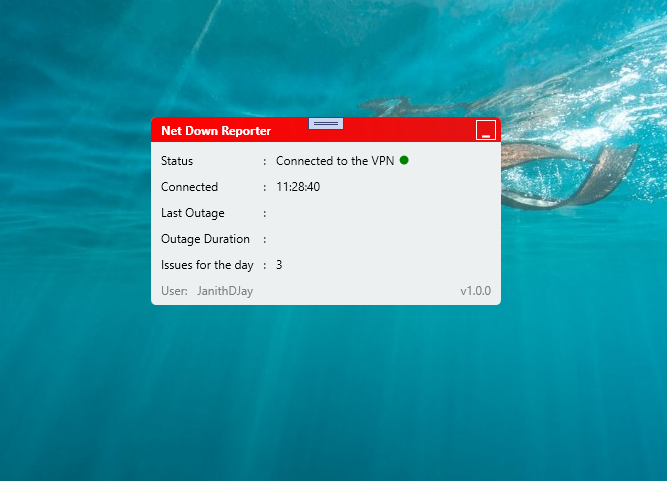 Net Down Reporter
Status : Connected to the VPN
Connected : 11:28:40
Last Outage :
Outage Duration :
Issues for the day : 3
User: JanithDJay v1.0.0